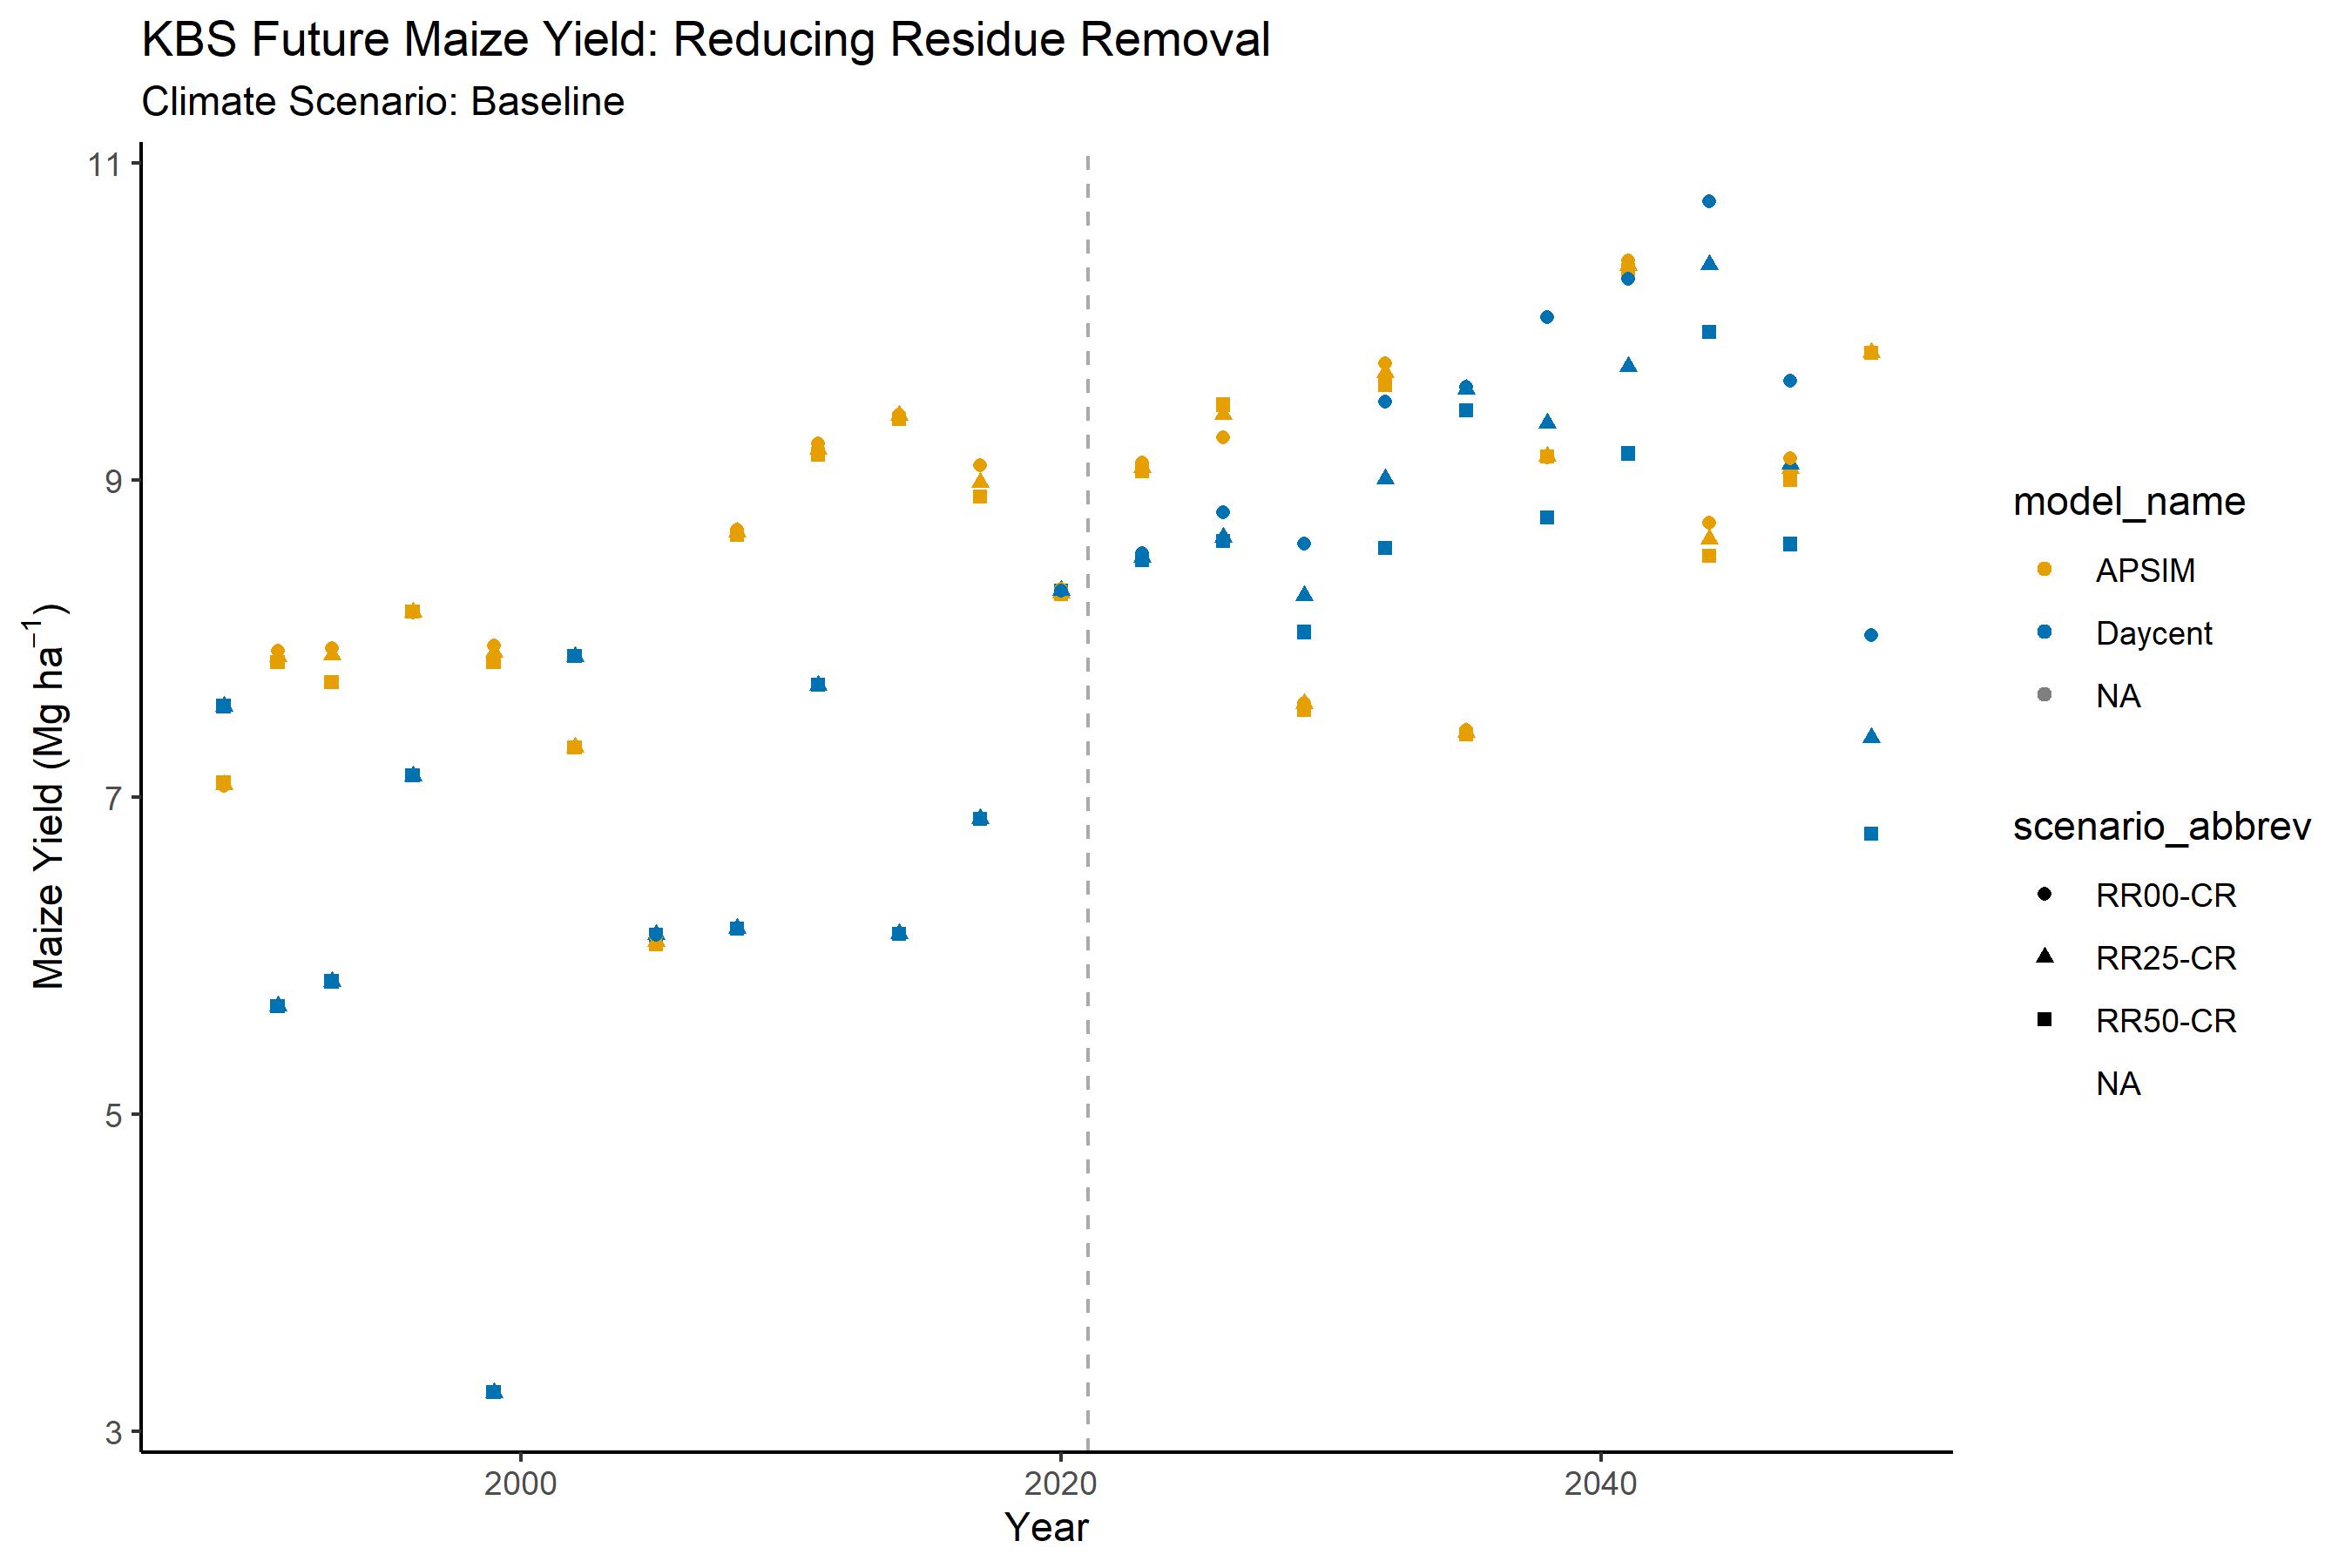 KBS Future Maize Yield: Reducing Residue Removal
Climate Scenario: Baseline
11
9
7
5
3
Maize Yield (Mg ha⁻¹)
2000
2020
2040
Year
model_name
APSIM
Daycent
NA
scenario_abbrev
RR00-CR
RR25-CR
RR50-CR
NA